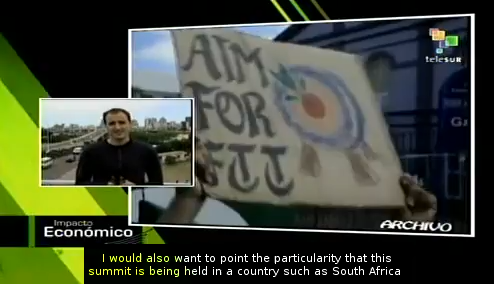 AIM
FOR
FTT
teleSUR
Ga
ARCHIVO
Impacto
Económico
I would also want to point the particularity that this
summit is being held in a country such as South Africa